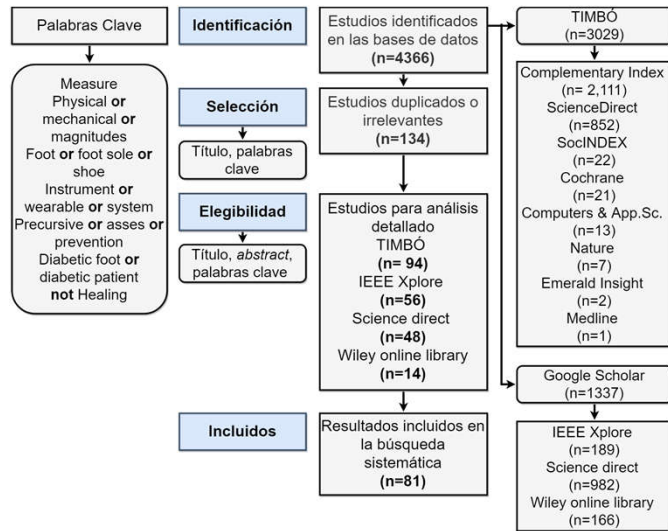 Palabras Clave
Measure
Physical or
mechanical or
magnitudes
Foot or foot sole or
shoe
Instrument or
wearable or system
Precursive or asses or
prevention
Diabetic foot or
diabetic patient
not Healing
Identificación
Selección
Título, palabras
clave
Elegibilidad
Título, abstract,
palabras clave
Incluidos
Estudios identificados
en las bases de datos
(n=4366)
Estudios duplicados o
irrelevantes
(n=134)
Estudios para análisis
detallado
TIMBÓ
(n= 94)
IEEE Xplore
(n=56)
Science direct
(n=48)
Wiley online library
(n=14)
Resultados incluidos en
la búsqueda
sistemática
(n=81)
TIMBÓ
(n=3029)
Complementary Index
(n= 2,111)
ScienceDirect
(n=852)
SocINDEX
(n=22)
Cochrane
(n=21)
Computers & App.Sc.
(n=13)
Nature
(n=7)
Emerald Insight
(n=2)
Medline
(n=1)
Google Scholar
(n=1337)
IEEE Xplore
(n=189)
Science direct
(n=982)
Wiley online library
(n=166)